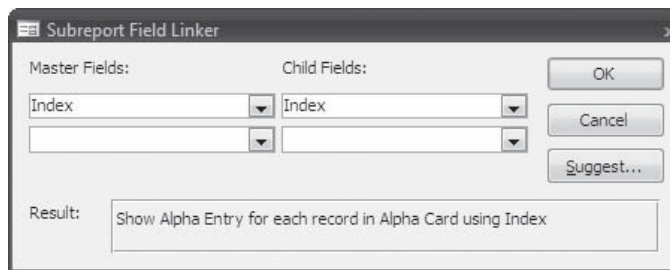 Subreport Field Linker
Master Fields: Child Fields:
OK
Index Index
Cancel
Suggest...
Result: Show Alpha Entry for each record in Alpha Card using Index